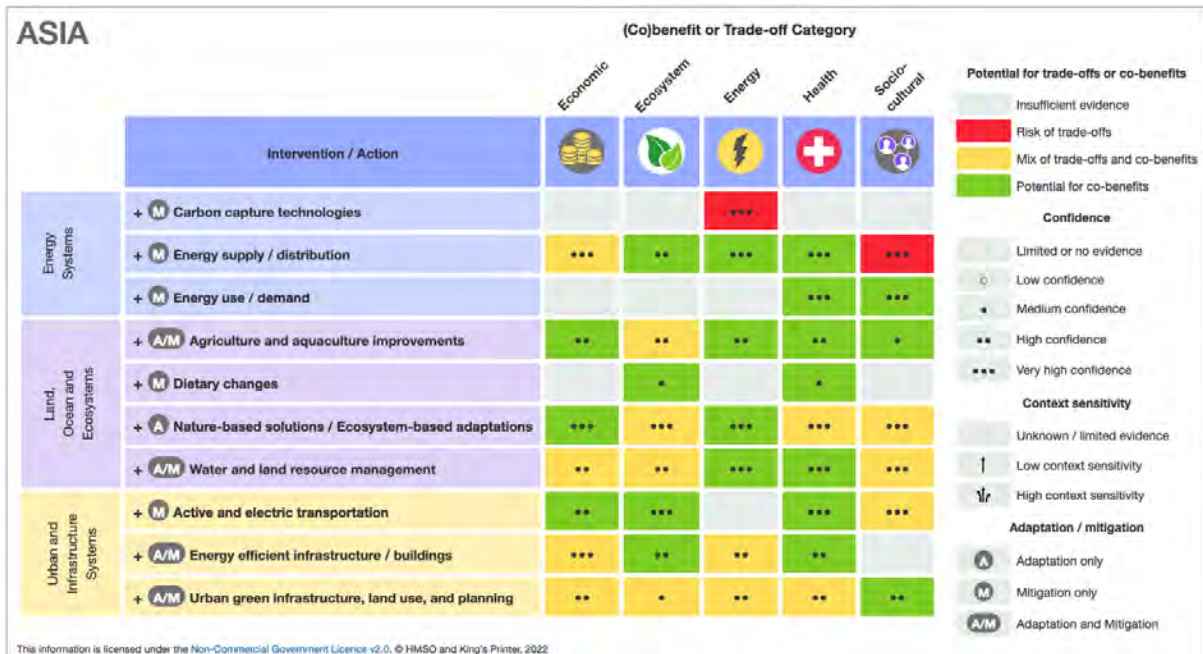 ASIA
(Co)benefit or Trade-off Category
Economic
Ecosystem
Energy
Health
Socio-
cultural
Intervention / Action
Energy
Systems
+ M Carbon capture technologies
+ M Energy supply / distribution
+ M Energy use / demand
Land,
Ocean and
Ecosystems
+ A/M Agriculture and aquaculture improvements
+ M Dietary changes
+ A Nature-based solutions / Ecosystem-based adaptations
+ A/M Water and land resource management
Urban and
Infrastructure
Systems
+ M Active and electric transportation
+ A/M Energy efficient infrastructure / buildings
+ A/M Urban green infrastructure, land use, and planning
Potential for trade-offs or co-benefits
Insufficient evidence
Risk of trade-offs
Mix of trade-offs and co-benefits
Potential for co-benefits
Confidence
Limited or no evidence
Low confidence
Medium confidence
High confidence
Very high confidence
Context sensitivity
Unknown / limited evidence
Low context sensitivity
High context sensitivity
Adaptation / mitigation
A Adaptation only
M Mitigation only
A/M Adaptation and Mitigation
This information is licensed under the Non-Commercial Government Licence v2.0. © HMSO and King's Printer, 2022